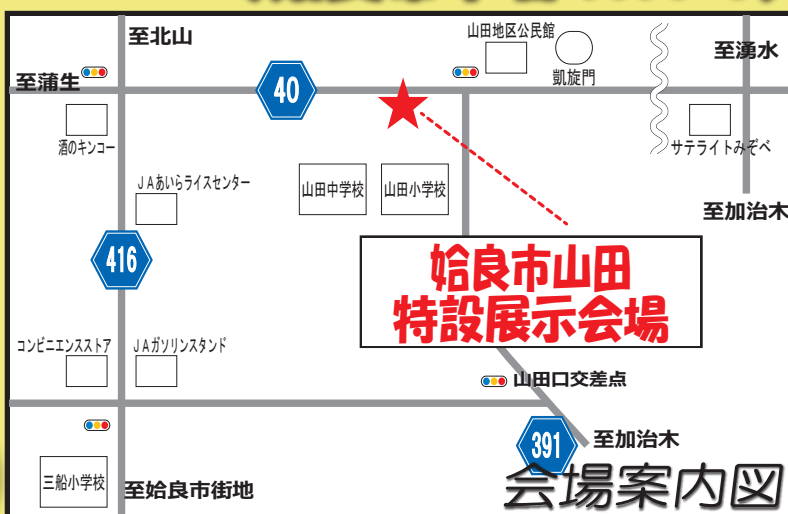 至北山
山田地区公民館
凱旋門
至湧水
至蒲生
40
酒のキンコー
サテライトみぞべ
JAあいらライスセンター
山田中学校
山田小学校
至加治木
416
姶良市山田
特設展示会場
コンビニエンスストア
JAガソリンスタンド
山田口交差点
391
至加治木
三船小学校
至姶良市街地
会場案内図